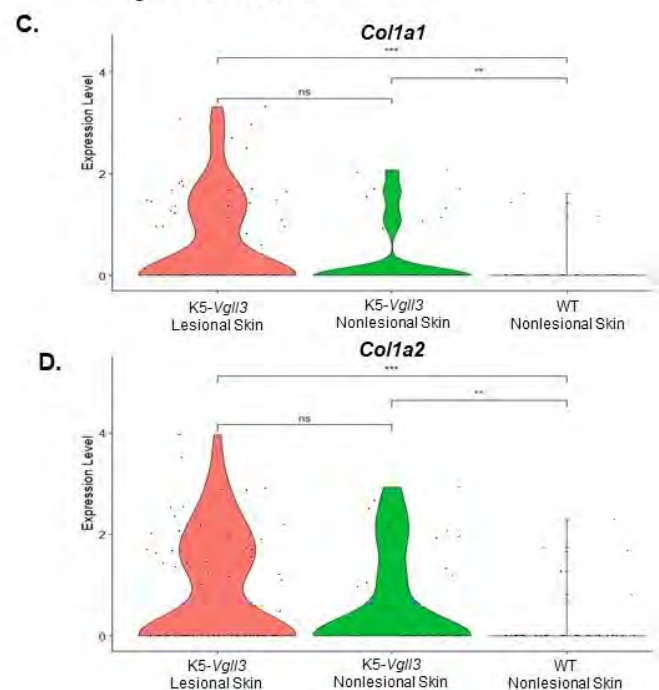 C.
Col1a1
***
**
ns
Expression Level
4
2
0
K5-Vgll3
Lesional Skin
K5-Vgll3
Nonlesional Skin
WT
Nonlesional Skin
D.
Col1a2
***
**
ns
Expression Level
4
2
0
K5-Vgll3
Lesional Skin
K5-Vgll3
Nonlesional Skin
WT
Nonlesional Skin